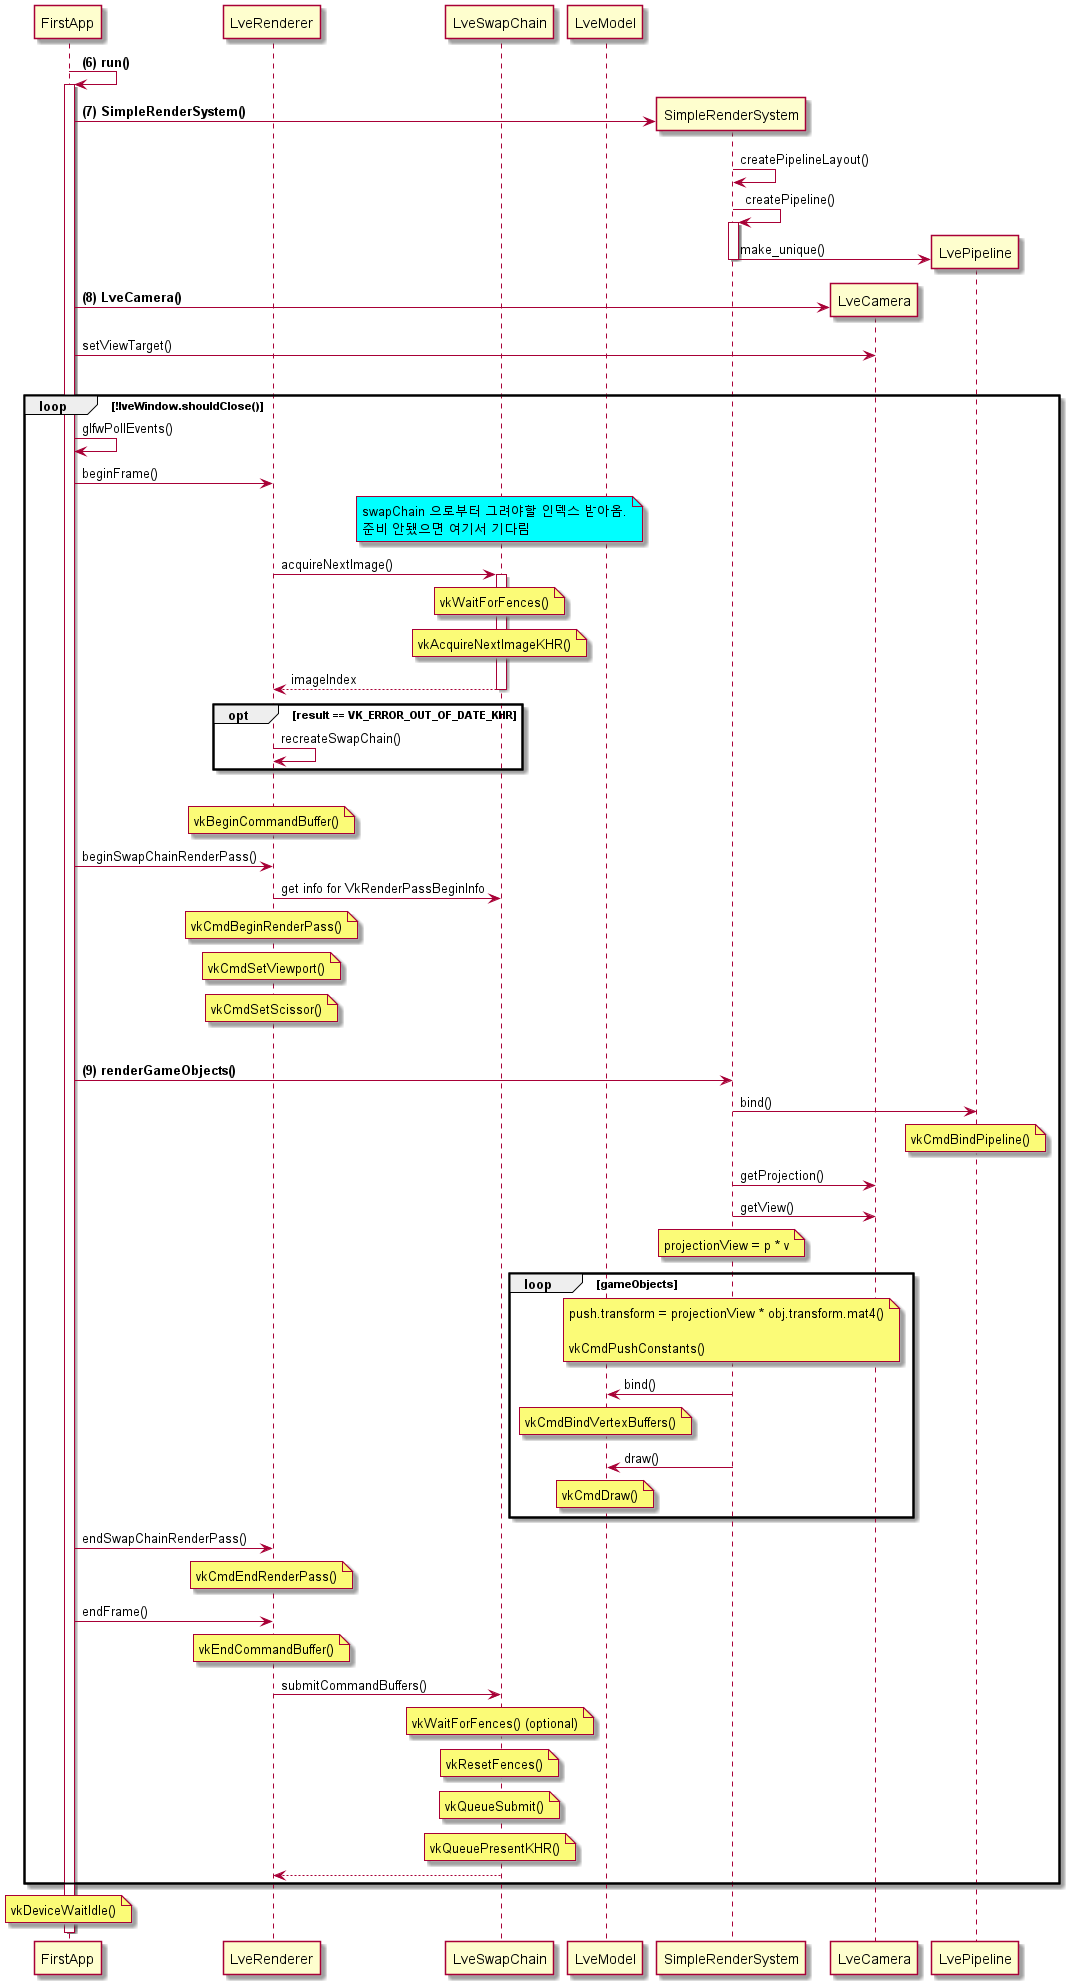 FirstApp
LveRenderer
LveSwapChain
LveModel
(6) run()
(7) SimpleRenderSystem()
SimpleRenderSystem
createPipelineLayout()
createPipeline()
make_unique()
LvePipeline
(8) LveCamera()
LveCamera
setViewTarget()
loop
[!lveWindow.shouldClose()]
glfwPollEvents()
beginFrame()
swapChain 으로부터 그려야할 인덱스 받아옴.
준비 안됐으면 여기서 기다림
acquireNextImage()
vkWaitForFences()
vkAcquireNextImageKHR()
imageIndex
opt
[result == VK_ERROR_OUT_OF_DATE_KHR]
recreateSwapChain()
vkBeginCommandBuffer()
beginSwapChainRenderPass()
get info for VkRenderPassBeginInfo
vkCmdBeginRenderPass()
vkCmdSetViewport()
vkCmdSetScissor()
(9) renderGameObjects()
bind()
vkCmdBindPipeline()
getProjection()
getView()
projectionView = p * v
loop
[gameObjects]
push.transform = projectionView * obj.transform.mat4()
vkCmdPushConstants()
bind()
vkCmdBindVertexBuffers()
draw()
vkCmdDraw()
endSwapChainRenderPass()
vkCmdEndRenderPass()
endFrame()
vkEndCommandBuffer()
submitCommandBuffers()
vkWaitForFences() (optional)
vkResetFences()
vkQueueSubmit()
vkQueuePresentKHR()
vkDeviceWaitIdle()
FirstApp
LveRenderer
LveSwapChain
LveModel
SimpleRenderSystem
LveCamera
LvePipeline